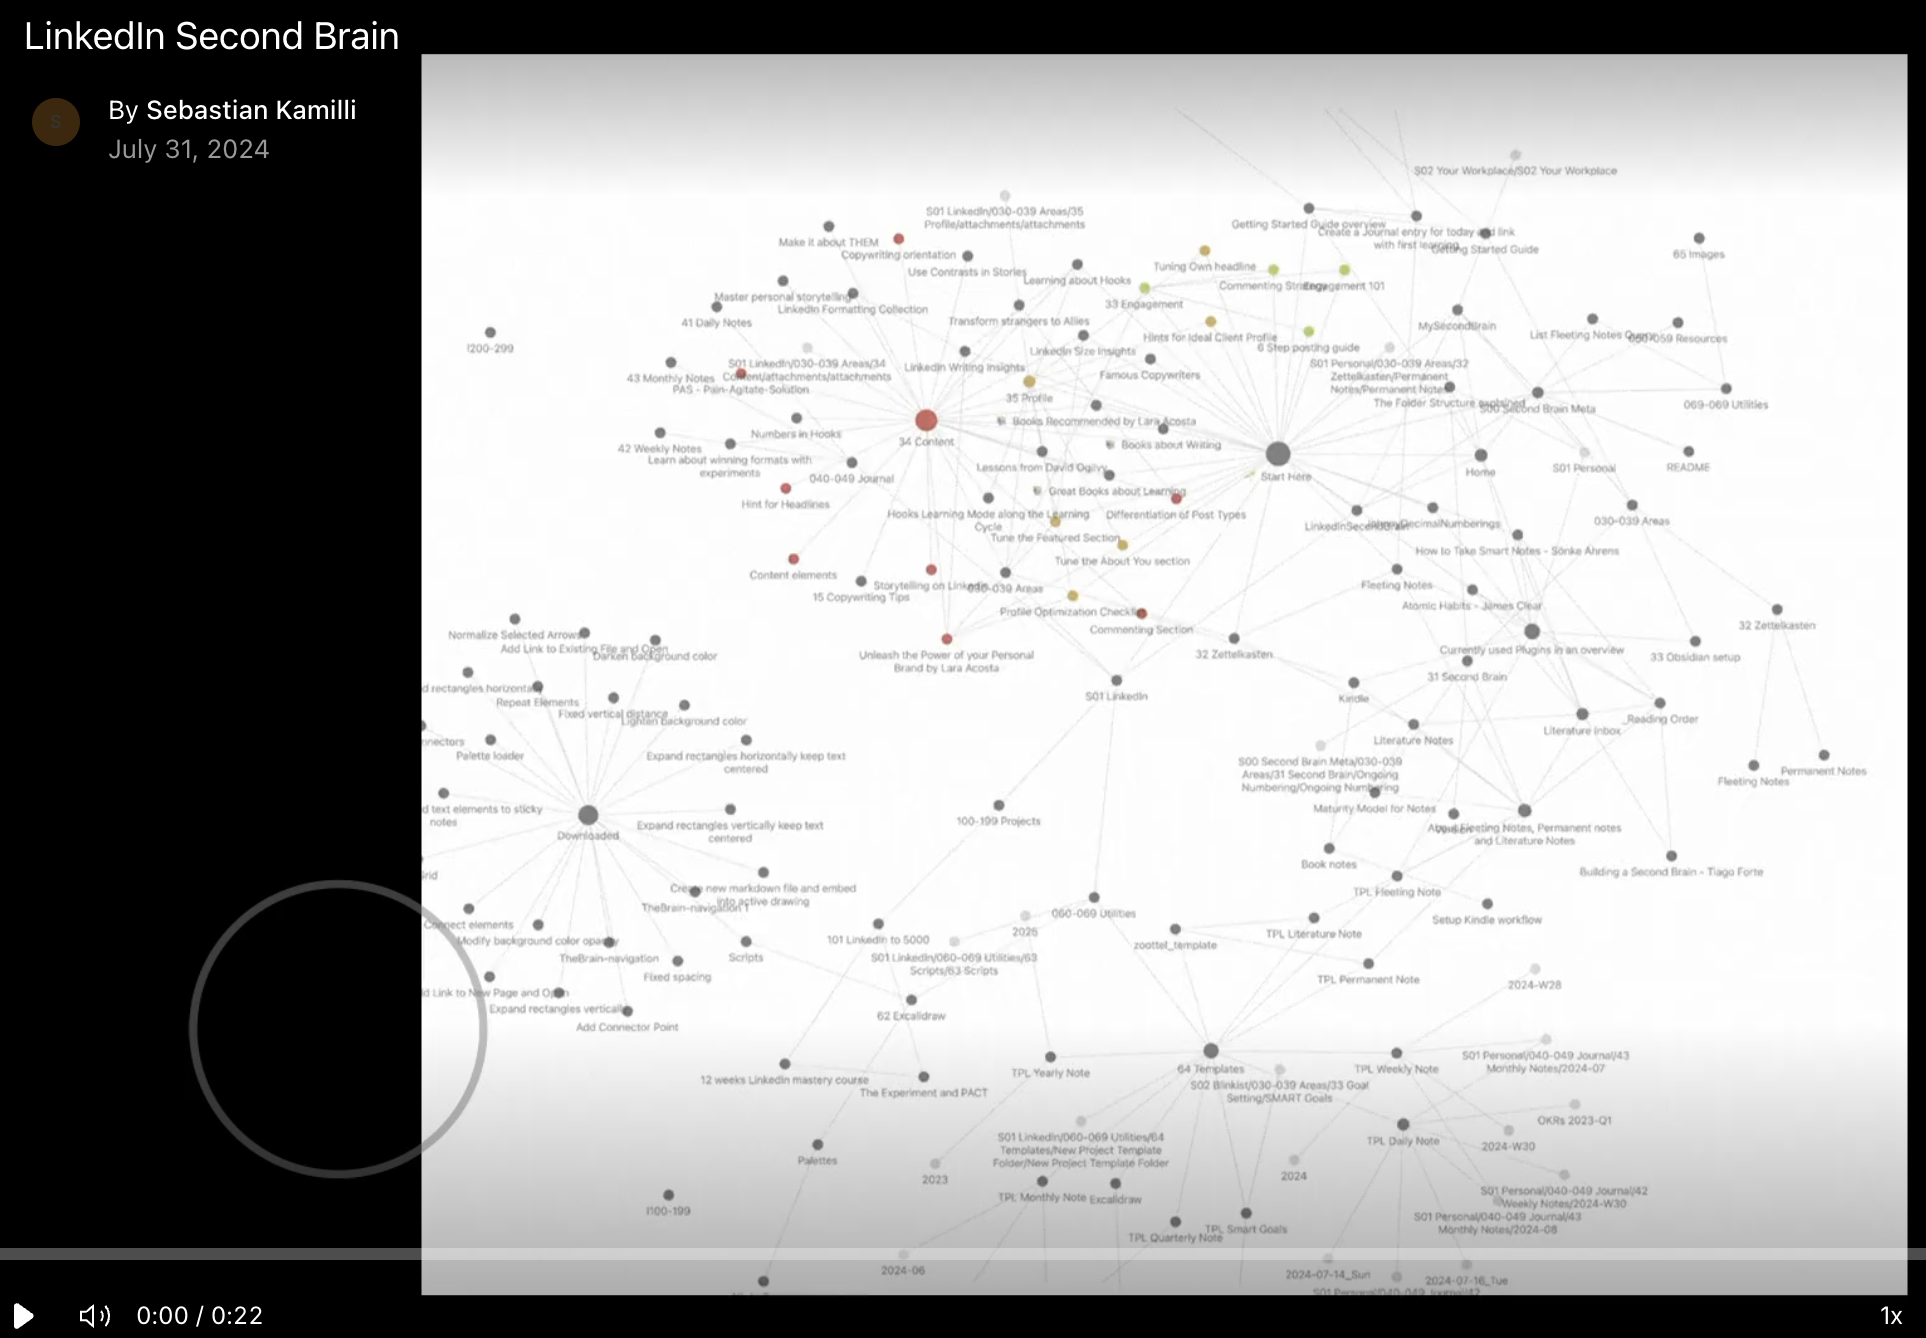 LinkedIn Second Brain
S
By Sebastian Kamilli
July 31, 2024
S02 Your Workplace/S02 Your Workplace
S01 LinkedIn/030-039 Areas/35
Profile/attachments/attachments
Getting Started Guide overview
Create a Journal entry for today and link
with first learning
Getting Started Guide
Make it about THEM
Copywriting orientation
65 Images
Use Contrasts in Stories
Tuning Own headline
Learning about Hooks
Commenting Strategy
Engagement 101
Master personal storytelling
33 Engagement
LinkedIn Formatting Collection
41 Daily Notes
Transform strangers to Allies
MySecondBrain
Hints for Ideal Client Profile
List Fleeting Notes Query
050-059 Resources
I200-299
6 Step posting guide
LinkedIn Size Insights
S01 LinkedIn/030-039 Areas/34
Content/attachments/attachments
LinkedIn Writing Insights
S01 Personal/030-039 Areas/32
Zettelkasten/Permanent
Notes/Permanent Notes
Famous Copywriters
43 Monthly Notes
PAS - Pain-Agitate-Solution
35 Profile
The Folder Structure explained
S00 Second Brain Meta
069-069 Utilities
Books Recommended by Lara Acosta
Numbers in Hooks
34 Content
Books about Writing
42 Weekly Notes
Learn about winning formats with
experiments
Lessons from David Ogilvy
Start Here
Home
S01 Personal
README
040-049 Journal
Great Books about Learning
Hint for Headlines
Hooks Learning Mode along the Learning
Cycle
Differentiation of Post Types
LinkedinSecondBrain
JohnnyDecimalNumberings
030-039 Areas
Tune the Featured Section
How to Take Smart Notes - Sönke Ahrens
Tune the About You section
Content elements
Storytelling on LinkedIn
030-039 Areas
Fleeting Notes
15 Copywriting Tips
Atomic Habits - James Clear
Profile Optimization Checklist
Commenting Section
32 Zettelkasten
Normalize Selected Arrows
Add Link to Existing File and Open
Darken background color
Unleash the Power of your Personal
Brand by Lara Acosta
32 Zettelkasten
Currently used Plugins in an overview
33 Obsidian setup
31 Second Brain
d rectangles horizontal
Repeat Elements
S01 LinkedIn
Kindle
Fixed vertical distance
Lighten background color
_Reading Order
Literature Inbox
nnectors
Palette loader
Literature Notes
Expand rectangles horizontally keep text
centered
S00 Second Brain Meta/030-039
Areas/31 Second Brain/Ongoing
Numbering/Ongoing Numbering
Permanent Notes
Fleeting Notes
d text elements to sticky
notes
Maturity Model for Notes
Expand rectangles vertically keep text
centered
100-199 Projects
Version
About Fleeting Notes, Permanent notes
and Literature Notes
Downloaded
Book notes
Building a Second Brain - Tiago Forte
Grid
Create new markdown file and embed
into active drawing
TPL Fleeting Note
TheBrain-navigation 1
060-069 Utilities
Setup Kindle workflow
Connect elements
Modify background color opacity
101 LinkedIn to 5000
2025
zoottel_template
TPL Literature Note
TheBrain-navigation
Scripts
S01 LinkedIn/060-069 Utilities/63
Scripts/63 Scripts
Fixed spacing
TPL Permanent Note
2024-W28
d Link to New Page and Open
Expand rectangles vertically
62 Excalidraw
Add Connector Point
TPL Yearly Note
64 Templates
TPL Weekly Note
S01 Personal/040-049 Journal/43
Monthly Notes/2024-07
12 weeks Linkedin mastery course
The Experiment and PACT
S02 Blinkist/030-039 Areas/33 Goal
Setting/SMART Goals
OKRs 2023-Q1
S01 LinkedIn/060-069 Utilities/64
Templates/New Project Template
Folder/New Project Template Folder
TPL Daily Note
2024-W30
Palettes
2023
2024
TPL Monthly Note
Excalidraw
S01 Personal/040-049 Journal/42
Weekly Notes/2024-W30
I100-199
S01 Personal/040-049 Journal/43
Monthly Notes/2024-08
TPL Quarterly Note
TPL Smart Goals
2024-06
2024-07-14_Sun
2024-07-16_Tue
S01 Personal/040-049 Journal/42
0:00 / 0:22
1x